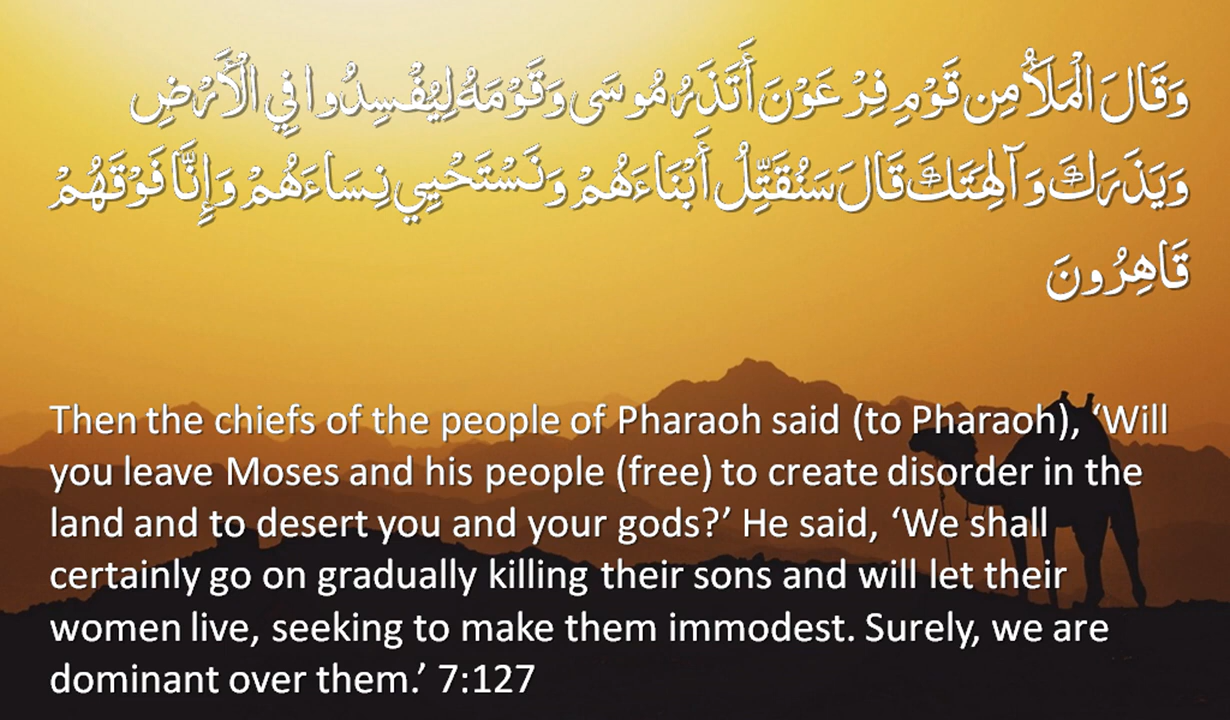 وَقَالَ الْمَلَأُ مِن قَوْمِ فِرْعَوْنَ أَتَذَرُ مُوسَى وَقَوْمَهُ لِيُفْسِدُوا فِي الْأَرْضِ
وَيَذَرَكَ وَآلِهَتَكَ قَالَ سَنُقَتِّلُ أَبْنَاءَهُمْ وَنَسْتَحْيِي نِسَاءَهُمْ وَإِنَّا فَوْقَهُمْ
قَاهِرُونَ
Then the chiefs of the people of Pharaoh said (to Pharaoh), ‘Will
you leave Moses and his people (free) to create disorder in the
land and to desert you and your gods?’ He said, ‘We shall
certainly go on gradually killing their sons and will let their
women live, seeking to make them immodest. Surely, we are
dominant over them.’ 7:127